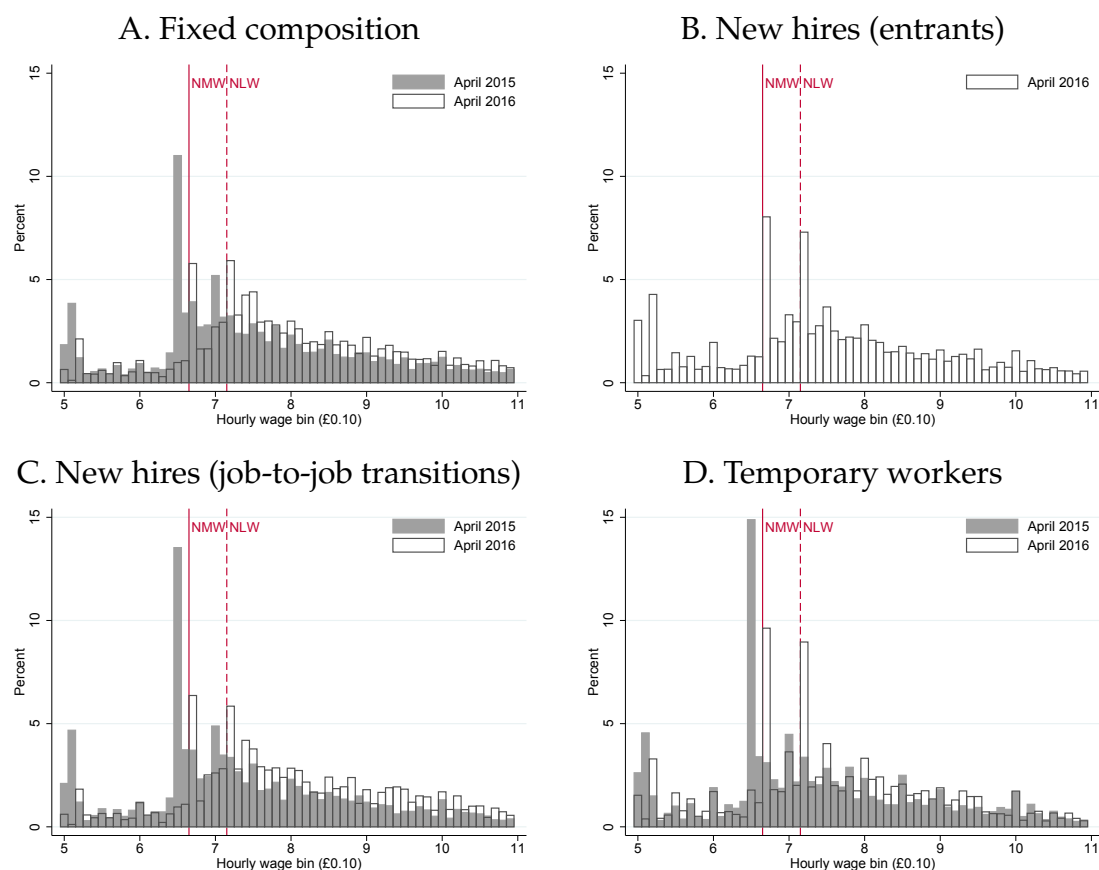 A. Fixed composition
15
10
5
0
Percent
NMW NLW
April 2015
April 2016
5 6 7 8 9 10 11
Hourly wage bin (£0.10)
B. New hires (entrants)
15
10
5
0
Percent
NMW NLW
April 2016
5 6 7 8 9 10 11
Hourly wage bin (£0.10)
C. New hires (job-to-job transitions)
15
10
5
0
Percent
NMW NLW
April 2015
April 2016
5 6 7 8 9 10 11
Hourly wage bin (£0.10)
D. Temporary workers
15
10
5
0
Percent
NMW NLW
April 2015
April 2016
5 6 7 8 9 10 11
Hourly wage bin (£0.10)